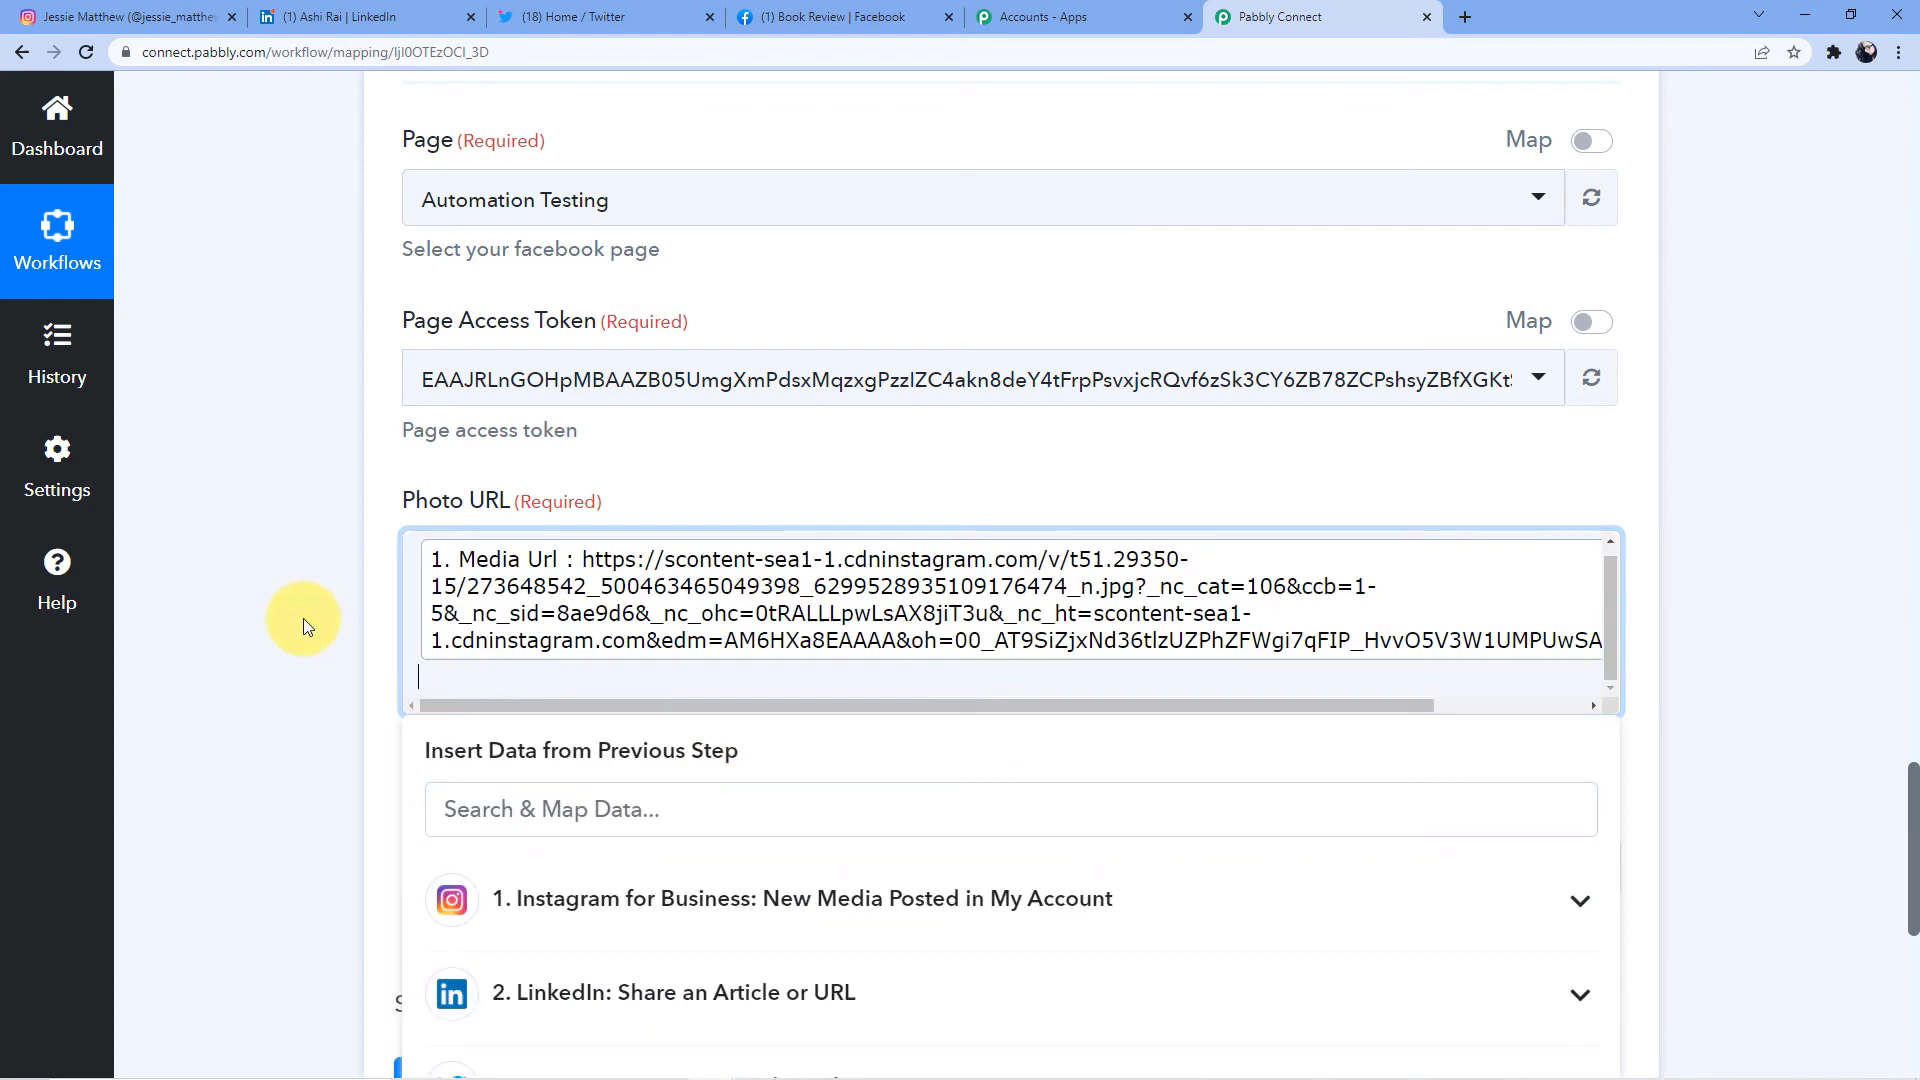 Jessie Matthew (@jessie_matthew
(1) Ashi Rai | LinkedIn
(18) Home / Twitter
(1) Book Review | Facebook
Accounts - Apps
Pabbly Connect
connect.pabbly.com/workflow/mapping/IjI0OTEzOCI_3D
Dashboard
Workflows
History
Settings
Help
Page (Required)
Map
Automation Testing
Select your facebook page
Page Access Token (Required)
Map
EAAJRLnGOHpMBAAZB05UmgXmPdsxMqzxgPzzlZC4akn8deY4tFrpPsvxjcRQvf6zSk3CY6ZB78ZCPshsyZBfXGKt
Page access token
Photo URL (Required)
1. Media Url : https://scontent-sea1-1.cdninstagram.com/v/t51.29350-
15/273648542_500463465049398_6299528935109176474_n.jpg?_nc_cat=106&ccb=1-
5&_nc_sid=8ae9d6&_nc_ohc=0tRALLLpwLsAX8jiT3u&_nc_ht=scontent-sea1-
1.cdninstagram.com&edm=AM6HXa8EAAAA&oh=00_AT9SiZjxNd36tlzUZPhZFWgi7qFIP_HvvO5V3W1UMPUwSA
Insert Data from Previous Step
Search & Map Data...
1. Instagram for Business: New Media Posted in My Account
2. LinkedIn: Share an Article or URL